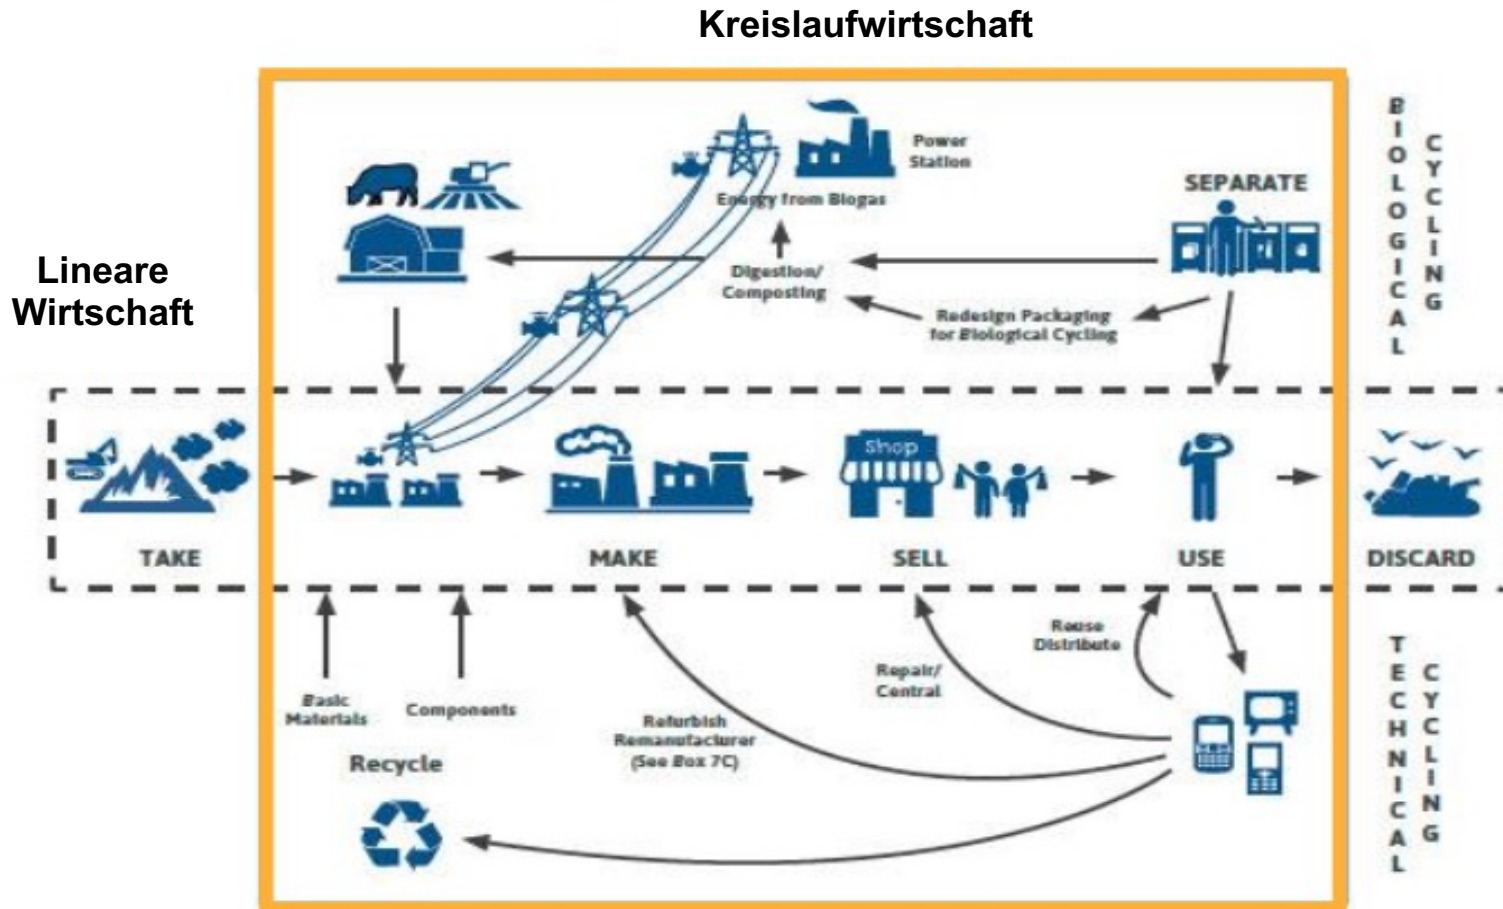 Kreislaufwirtschaft
BIOLOGICAL
CYCLING
Power
Station
Energy from Biogas
SEPARATE
Digestion/
Composting
Redesign Packaging
for Biological Cycling
Lineare
Wirtschaft
Shop
TAKE
MAKE
SELL
USE
DISCARD
Basic
Materials
Components
Recycle
Refurbish
Remanufacturer
(See Box 7C)
Repair/
Central
Reuse
Distribute
TECHNICAL
CYCLING